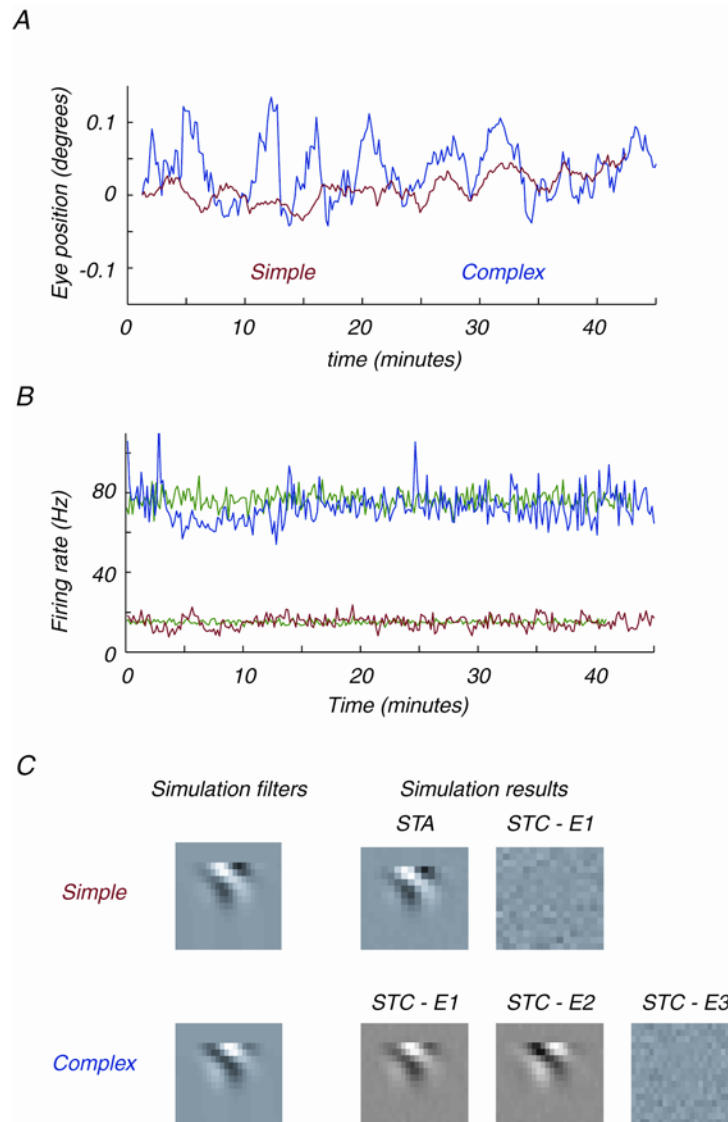 A
Eye position (degrees)
0.1
0
-0.1
Simple
Complex
0
10
20
30
40
time (minutes)
B
Firing rate (Hz)
80
40
0
0
10
20
30
40
Time (minutes)
C
Simulation filters
Simulation results
STA
STC - E1
Simple
STC - E1
STC - E2
STC - E3
Complex